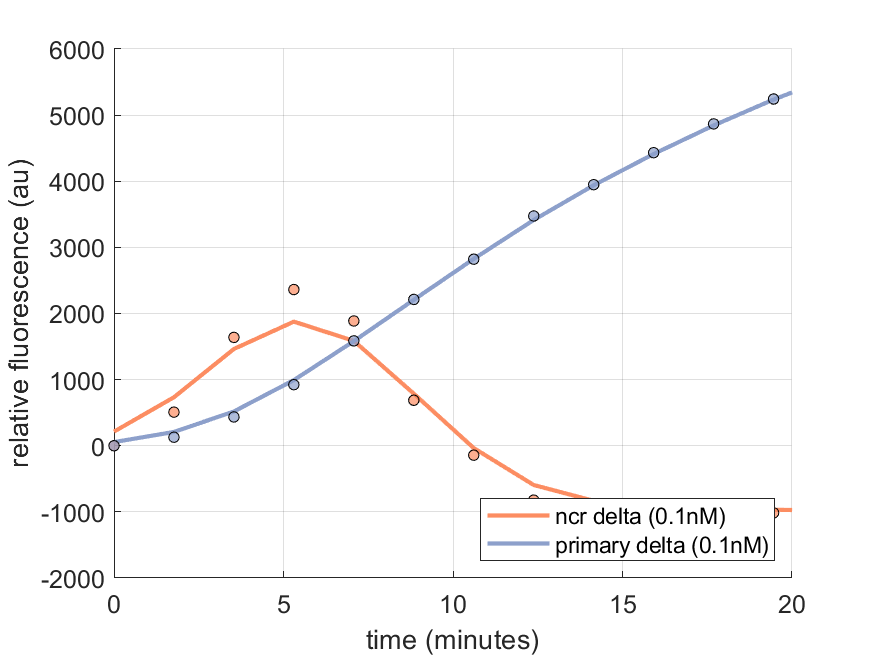 6000
5000
4000
3000
2000
1000
0
-1000
-2000
relative fluorescence (au)
ncr delta (0.1nM)
primary delta (0.1nM)
0 5 10 15 20
time (minutes)